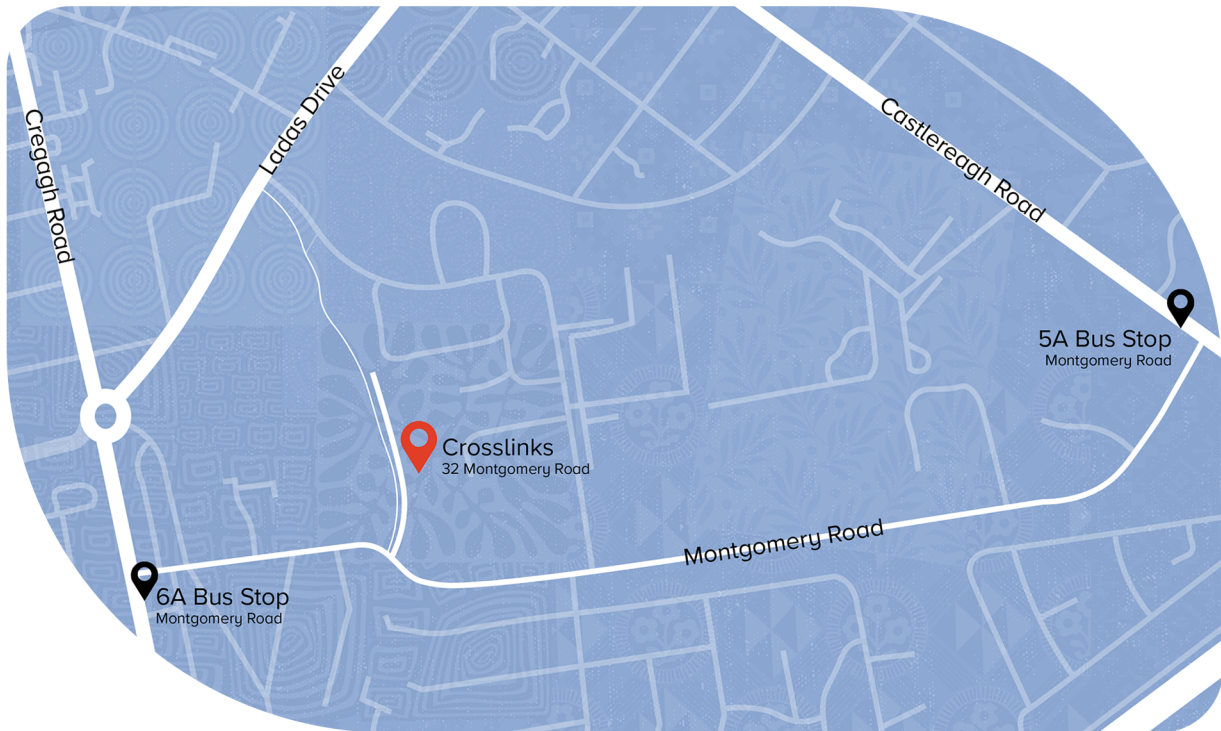 Cregagh Road
Ladas Drive
Castlereagh Road
5A Bus Stop
Montgomery Road
Crosslinks
32 Montgomery Road
Montgomery Road
6A Bus Stop
Montgomery Road